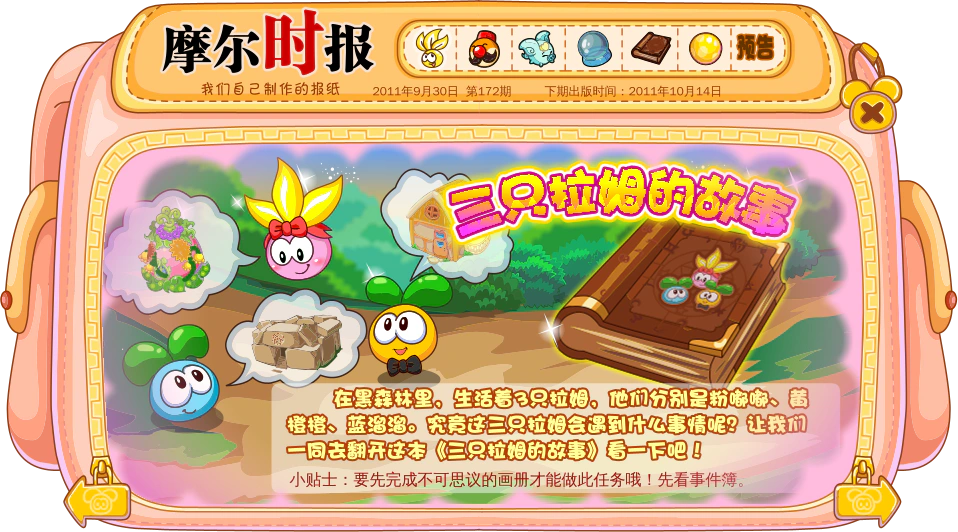 摩尔时报
预告
我们自己制作的报纸 2011年9月30日 第172期 下期出版时间：2011年10月14日
三只拉姆的故事
在黑森林里，生活着3只拉姆，他们分别是粉嘟嘟、黄
橙橙、蓝溜溜。究竟这三只拉姆会遇到什么事情呢？让我们
一同去翻开这本《三只拉姆的故事》看一下吧！
小贴士：要先完成不可思议的画册才能做此任务哦！先看事件簿。